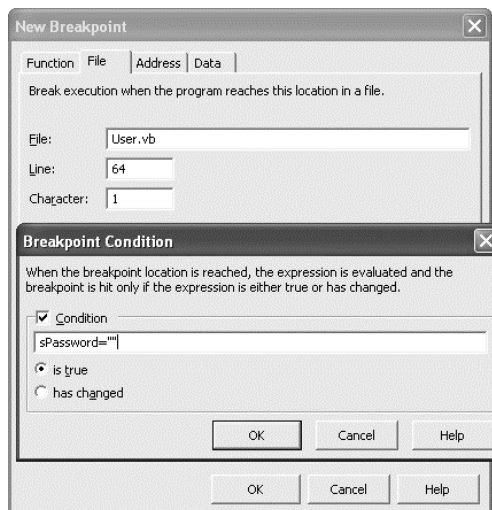 New Breakpoint
Function File Address Data
Break execution when the program reaches this location in a file.
File: User.vb
Line: 64
Character: 1
Breakpoint Condition
When the breakpoint location is reached, the expression is evaluated and the
breakpoint is hit only if the expression is either true or has changed.
Condition
sPassword=""
is true
has changed
OK Cancel Help
OK Cancel Help